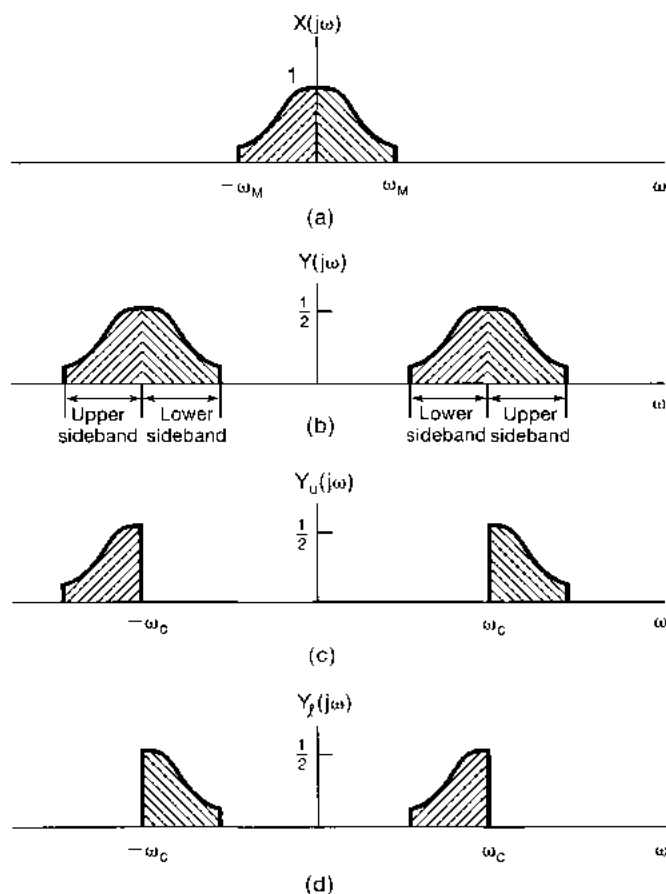 X(jω)
1
−ω_M ω_M ω
(a)
Y(jω)
1/2
ω
Upper sideband Lower sideband Lower sideband Upper sideband
(b)
Y_u(jω)
1/2
−ω_c ω_c ω
(c)
Y_ℓ(jω)
1/2
−ω_c ω_c ω
(d)